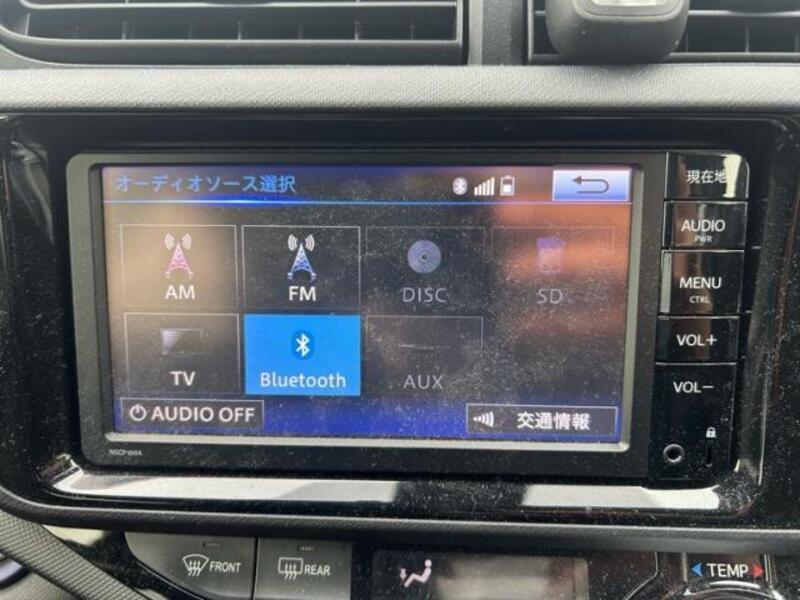 オーディオソース選択
現在地
AM
FM
DISC
SD
AUDIO
PWR
MENU
CTRL
TV
Bluetooth
AUX
VOL+
VOL−
AUDIO OFF
交通情報
FRONT
REAR
TEMP